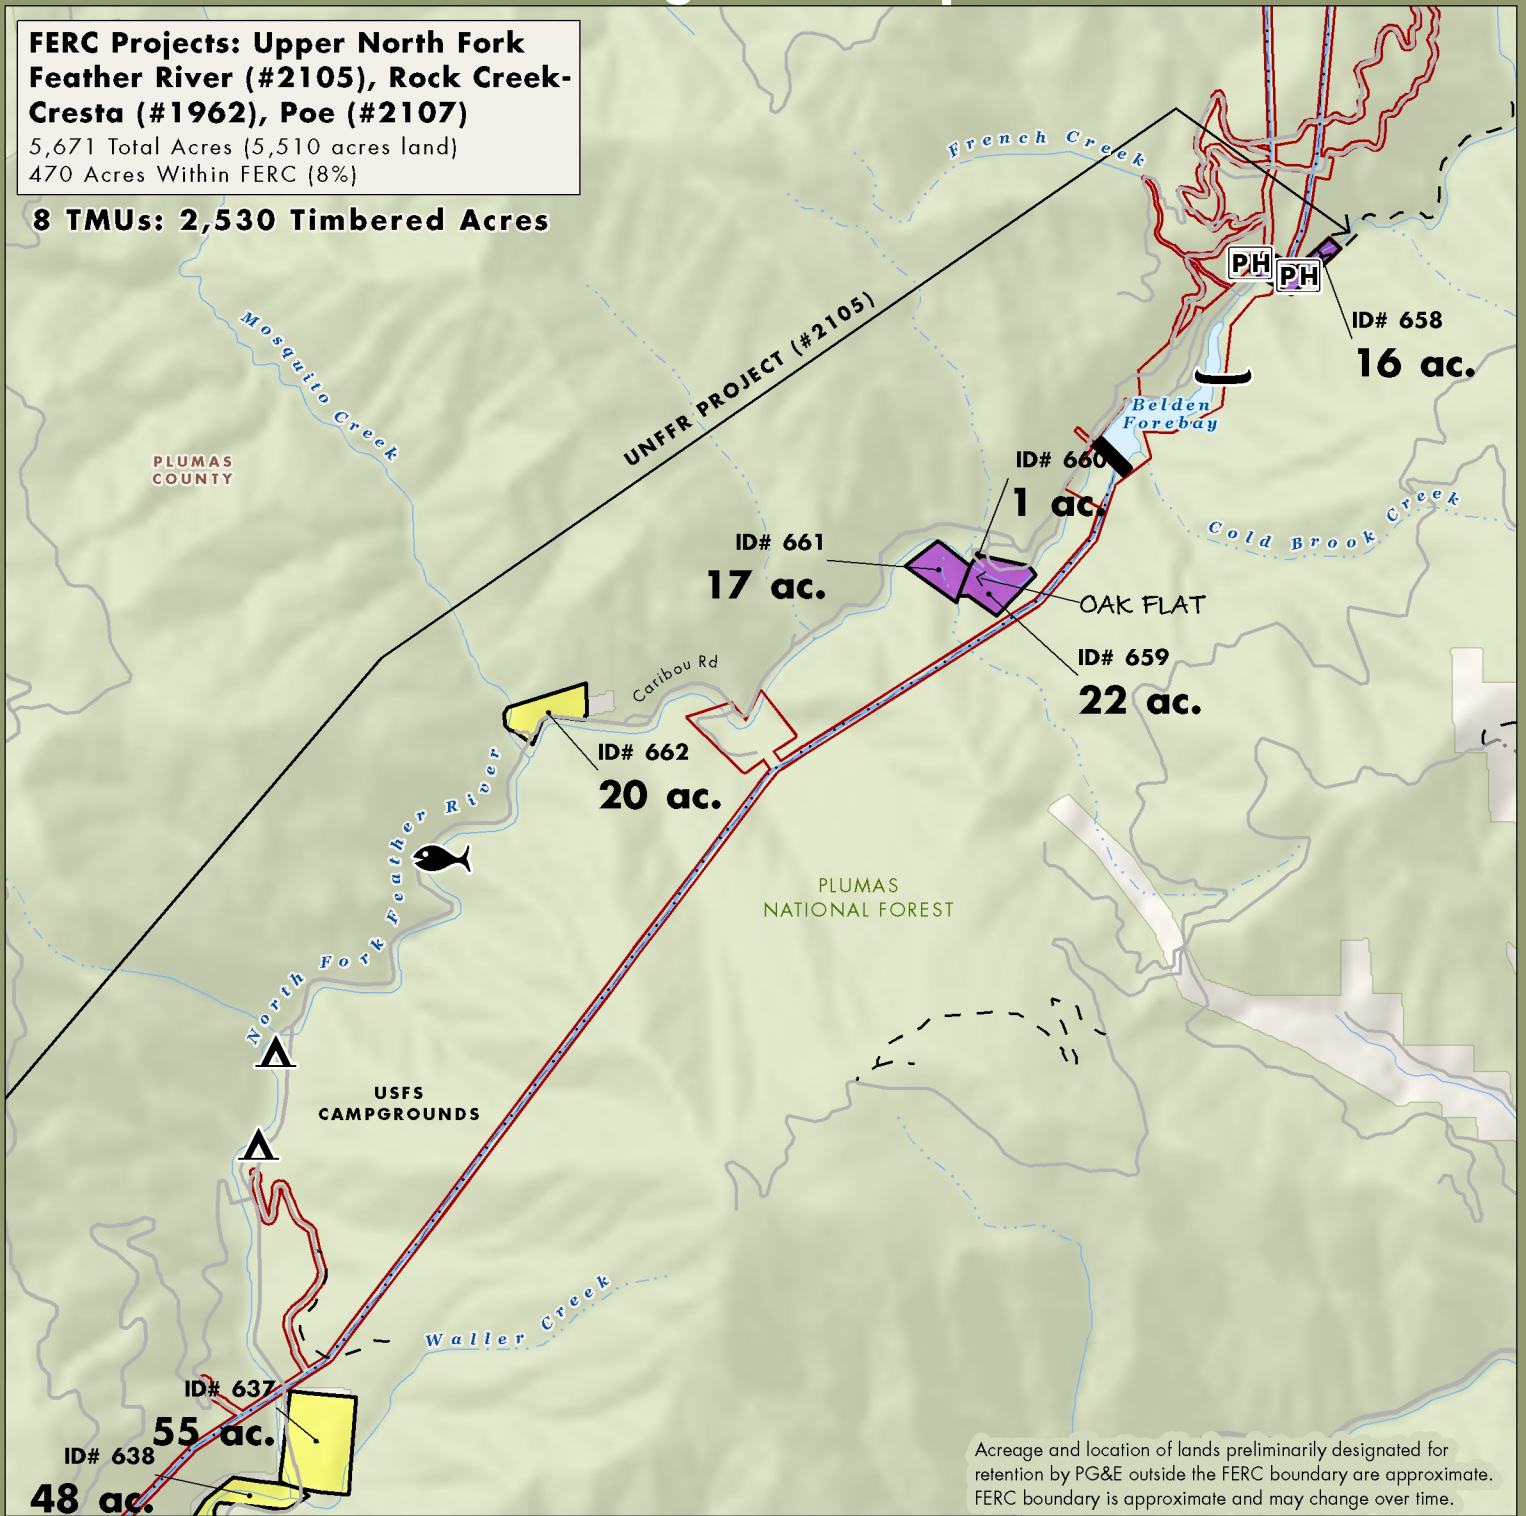 FERC Projects: Upper North Fork
Feather River (#2105), Rock Creek-
Cresta (#1962), Poe (#2107)
5,671 Total Acres (5,510 acres land)
470 Acres Within FERC (8%)
8 TMUs: 2,530 Timbered Acres
French Creek
PH
PH
ID# 658
16 ac.
Mosquito Creek
UNFFR PROJECT (#2105)
Belden
Forebay
PLUMAS
COUNTY
ID# 660
1 ac.
Cold Brook Creek
ID# 661
17 ac.
OAK FLAT
ID# 659
22 ac.
Caribou Rd
ID# 662
20 ac.
North Fork Feather River
PLUMAS
NATIONAL FOREST
USFS
CAMPGROUNDS
Waller Creek
ID# 637
55 ac.
ID# 638
48 ac.
Acreage and location of lands preliminarily designated for
retention by PG&E outside the FERC boundary are approximate.
FERC boundary is approximate and may change over time.